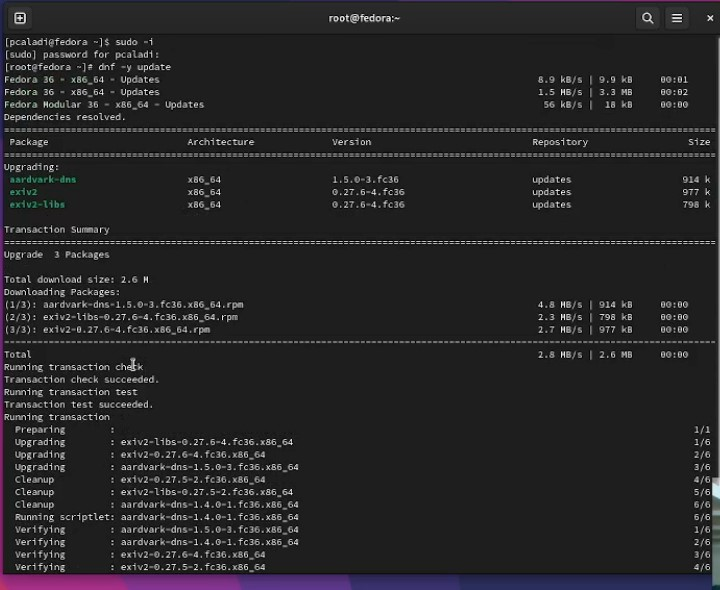 root@fedora:~
[pcaladi@fedora ~]$ sudo -i
[sudo] password for pcaladi:
[root@fedora ~]# dnf -y update
Fedora 36 - x86_64 - Updates 8.9 kB/s | 9.9 kB 00:01
Fedora 36 - x86_64 - Updates 1.5 MB/s | 3.3 MB 00:02
Fedora Modular 36 - x86_64 - Updates 56 kB/s | 18 kB 00:00
Dependencies resolved.
Package Architecture Version Repository Size
Upgrading:
aardvark-dns x86_64 1.5.0-3.fc36 updates 914 k
exiv2 x86_64 0.27.6-4.fc36 updates 977 k
exiv2-libs x86_64 0.27.6-4.fc36 updates 798 k
Transaction Summary
Upgrade 3 Packages
Total download size: 2.6 M
Downloading Packages:
(1/3): aardvark-dns-1.5.0-3.fc36.x86_64.rpm 4.8 MB/s | 914 kB 00:00
(2/3): exiv2-libs-0.27.6-4.fc36.x86_64.rpm 2.3 MB/s | 798 kB 00:00
(3/3): exiv2-0.27.6-4.fc36.x86_64.rpm 2.7 MB/s | 977 kB 00:00
Total 2.8 MB/s | 2.6 MB 00:00
Running transaction check
Transaction check succeeded.
Running transaction test
Transaction test succeeded.
Running transaction
Preparing : 1/1
Upgrading : exiv2-libs-0.27.6-4.fc36.x86_64 1/6
Upgrading : exiv2-0.27.6-4.fc36.x86_64 2/6
Upgrading : aardvark-dns-1.5.0-3.fc36.x86_64 3/6
Cleanup : exiv2-0.27.5-2.fc36.x86_64 4/6
Cleanup : exiv2-libs-0.27.5-2.fc36.x86_64 5/6
Cleanup : aardvark-dns-1.4.0-1.fc36.x86_64 6/6
Running scriptlet: aardvark-dns-1.4.0-1.fc36.x86_64 6/6
Verifying : aardvark-dns-1.5.0-3.fc36.x86_64 1/6
Verifying : aardvark-dns-1.4.0-1.fc36.x86_64 2/6
Verifying : exiv2-0.27.6-4.fc36.x86_64 3/6
Verifying : exiv2-0.27.5-2.fc36.x86_64 4/6